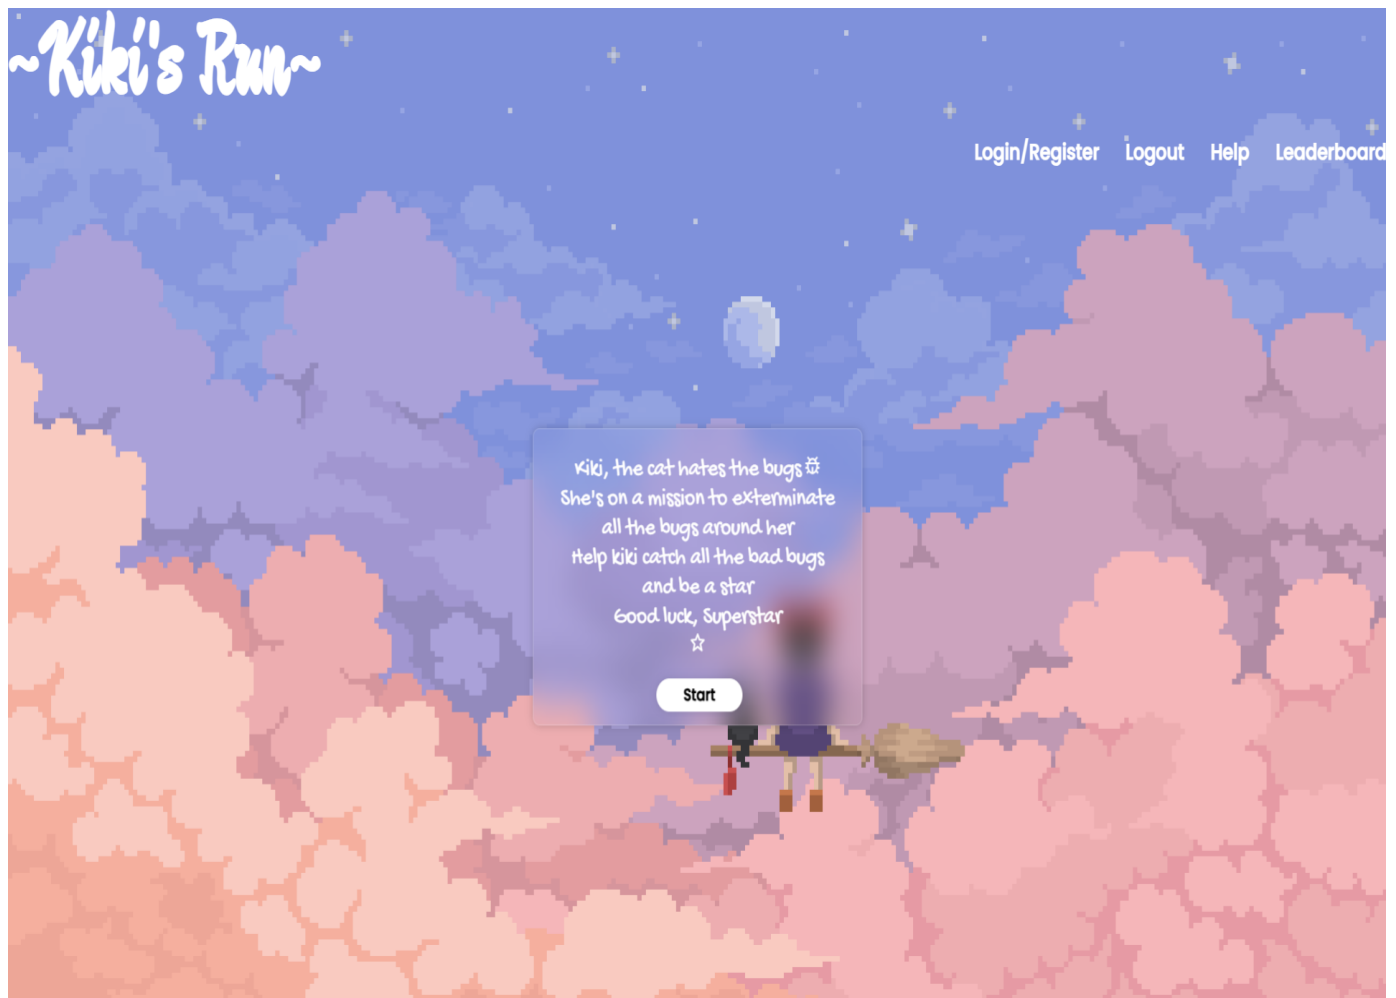 ~Kiki's Run~
Login/Register Logout Help Leaderboard
Kiki, the cat hates the bugs
She's on a mission to exterminate
all the bugs around her
Help kiki catch all the bad bugs
and be a star
Good luck, Superstar
Start